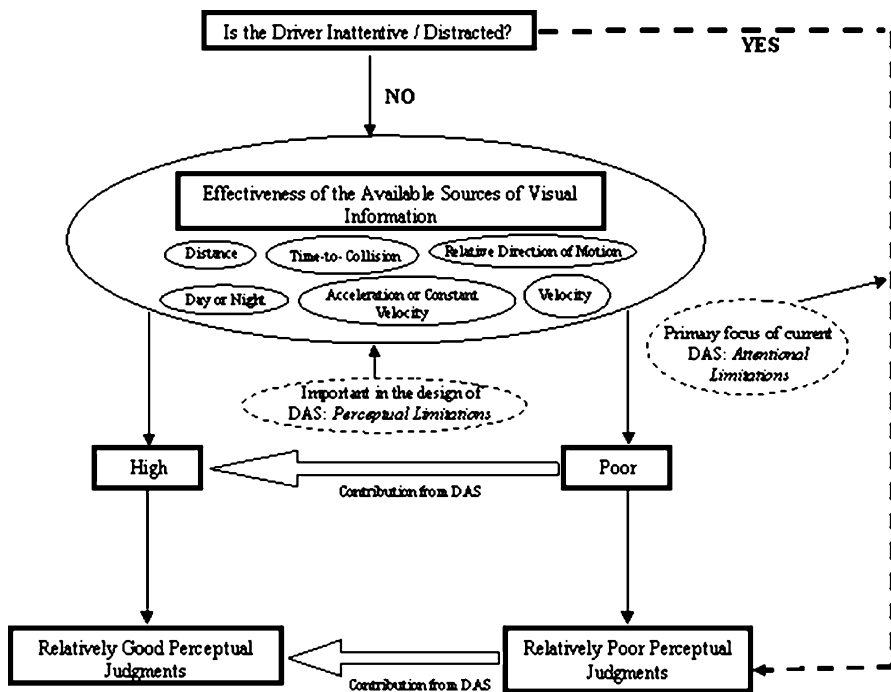 Is the Driver Inattentive / Distracted?
YES
NO
Effectiveness of the Available Sources of Visual
Information
Distance
Time-to- Collision
Relative Direction of Motion
Day or Night
Acceleration or Constant
Velocity
Velocity
Primary focus of current
DAS: Attentional
Limitations
Important in the design of
DAS: Perceptual Limitations
High
Poor
Contribution from DAS
Relatively Good Perceptual
Judgments
Relatively Poor Perceptual
Judgments
Contribution from DAS